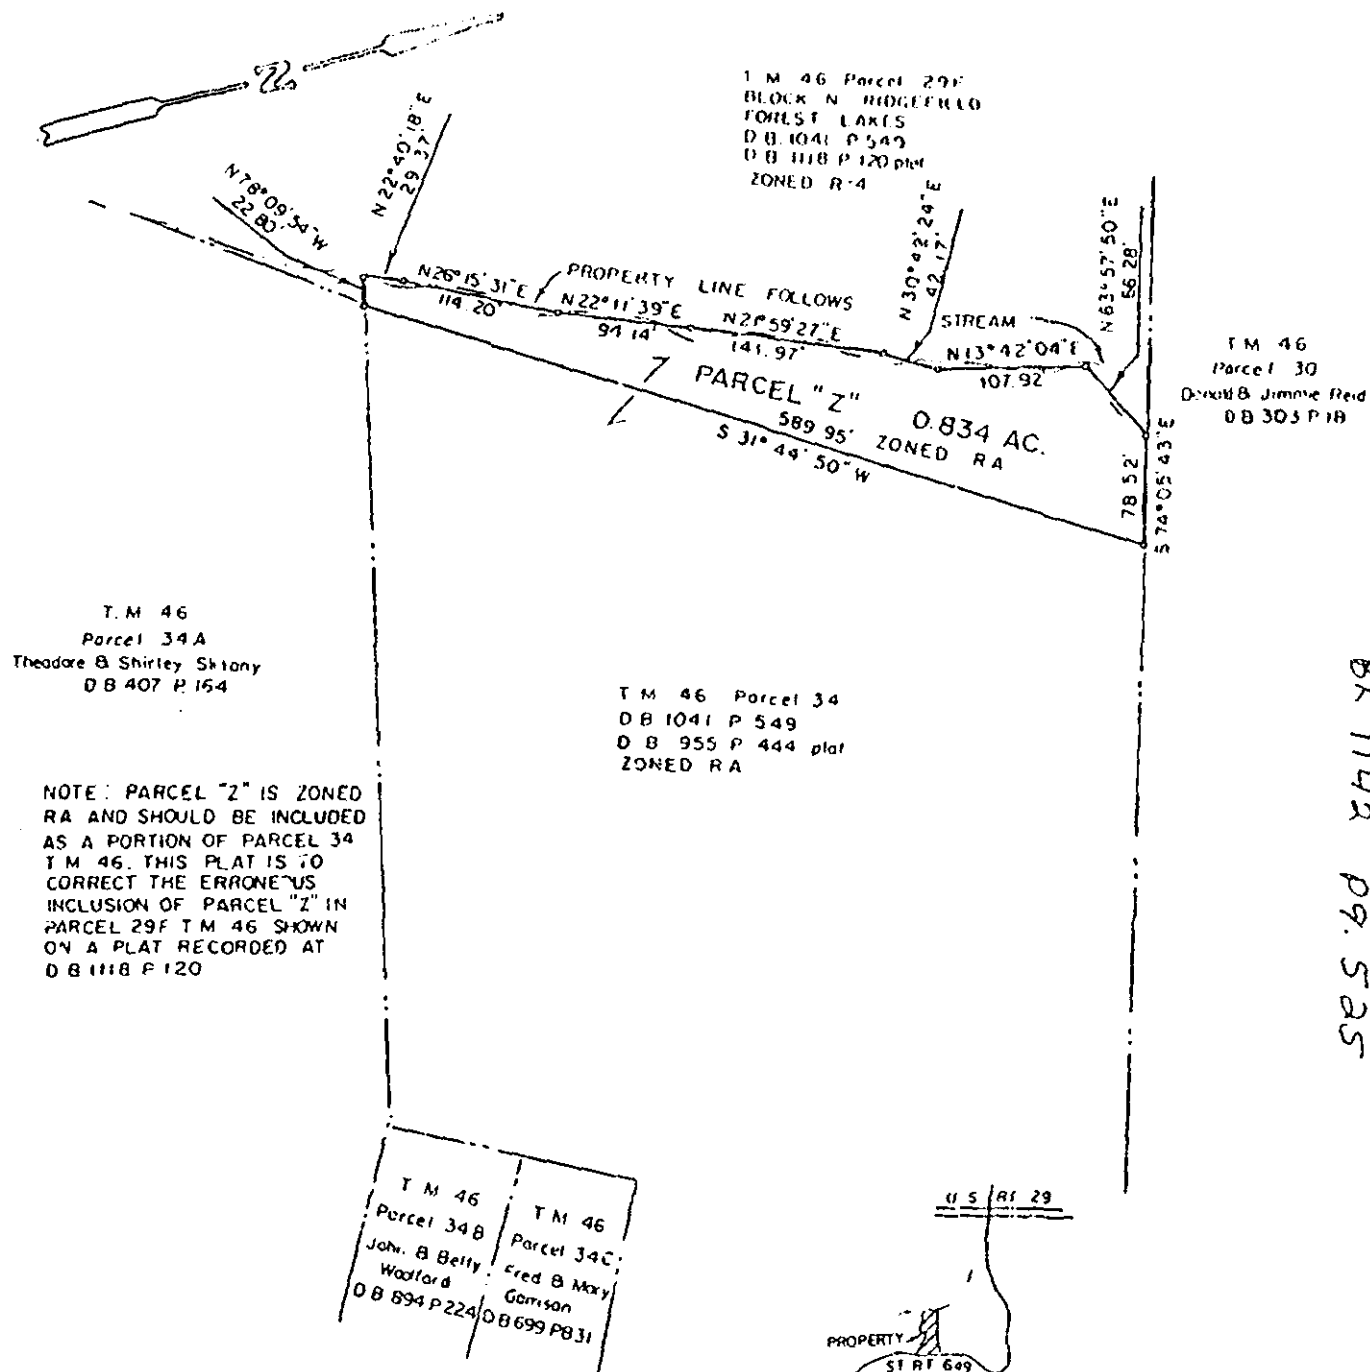 T M 46 Parcel 29F
BLOCK N RIDGEFIELD
FOREST LAKES
D B. 1041 P 549
D B 1118 P 120 plat
ZONED R-4
N 22° 40' 18" E
29 37'
N 78° 09' 54" W
22 80'
N 26° 15' 31" E
114. 20'
PROPERTY LINE FOLLOWS
STREAM
N 22° 11' 39" E
94 14'
N 21° 59' 27" E
141. 97'
N 30° 42' 24" E
42. 17'
N 13° 42' 04" E
107. 92'
N 63° 57' 50" E
56 28'
T M 46
Parcel 30
Donald & Jimmie Reid
D B 303 P 18
PARCEL "Z" 0.834 AC.
589 95' ZONED RA
S 31° 44' 50" W
78 52'
S 74° 05' 43" E
T. M 46
Parcel 34A
Theodore & Shirley
D B 407 P. 164
T M 46 Parcel 34
D B 1041 P 549
D B 955 P 444 plat
ZONED RA
BK 1142 pg. 525
NOTE: PARCEL "Z" IS ZONED
RA AND SHOULD BE INCLUDED
AS A PORTION OF PARCEL 34
T M 46. THIS PLAT IS TO
CORRECT THE ERRONEOUS
INCLUSION OF PARCEL "Z" IN
PARCEL 29F T M 46 SHOWN
ON A PLAT RECORDED AT
D B 1118 P 120
T M 46
Parcel 34B
John & Betty
Woolford
D B 894 P 224
T M 46
Parcel 34C
Fred & Mary
Garrison
D B 699 P 831
U S RT 29
PROPERTY
ST RT 649